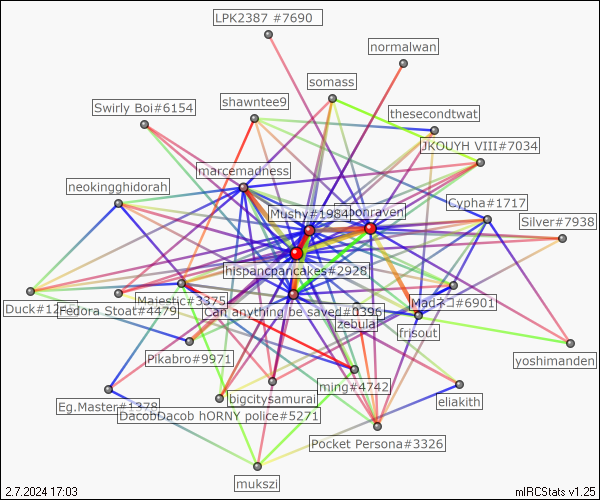 LPK2387 #7690
normalwan
somass
shawntee9
Swirly Boi#6154
thesecondtwat
JKOUYH VIII#7034
marcemadness
neokingghidorah
Cypha#1717
Mushy#1984
bonraven
Silver#7938
hispancpancakes#2928
Duck#12
Fedora Stoat#4479
Majestic#3375
Madネコ#6901
Can anything be saved#0396
zebular
frisout
Pikabro#9971
yoshimanden
ming#4742
eliakith
bigcitysamurai
Eg.Master#1378
DacobDacob hORNY police#5271
Pocket Persona#3326
mukszi
2.7.2024 17:03
mIRCStats v1.25